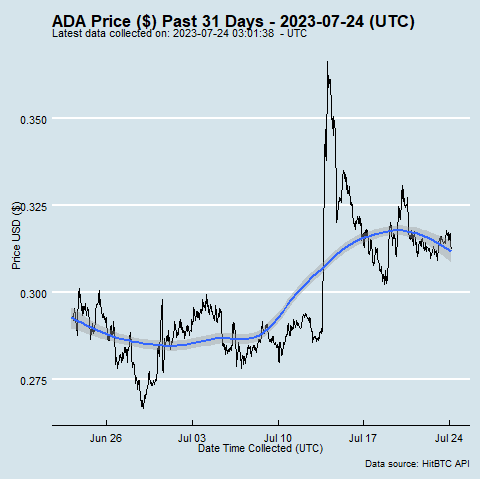 ADA Price ($) Past 31 Days - 2023-07-24 (UTC)
Latest data collected on: 2023-07-24 03:01:38 - UTC
Price USD ($)
0.350
0.325
0.300
0.275
Jun 26
Jul 03
Jul 10
Jul 17
Jul 24
Date Time Collected (UTC)
Data source: HitBTC API